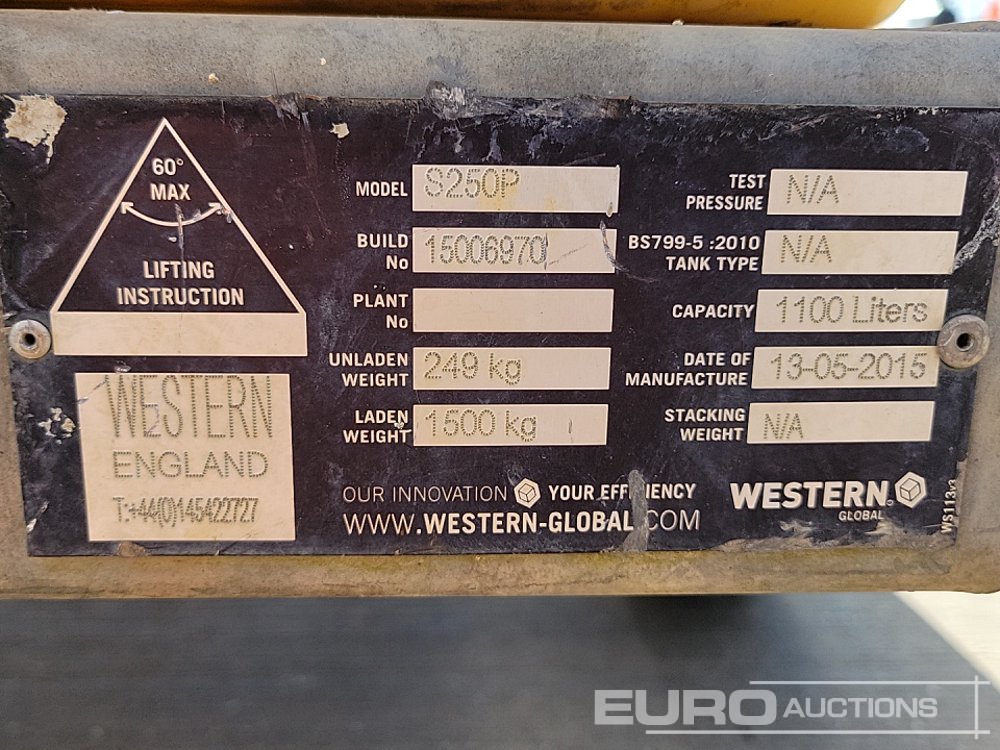 60°
MAX
LIFTING
INSTRUCTION
WESTERN
ENGLAND
T:+44(0)145422727
MODEL S250P
BUILD No 15006970
PLANT No
UNLADEN WEIGHT 249 kg
LADEN WEIGHT 1500 kg
TEST PRESSURE N/A
BS799-5 :2010 TANK TYPE N/A
CAPACITY 1100 Liters
DATE OF MANUFACTURE 13-05-2015
STACKING WEIGHT N/A
OUR INNOVATION YOUR EFFICIENCY
WWW.WESTERN-GLOBAL.COM
WESTERN
GLOBAL
WS113v3
EURO AUCTIONS